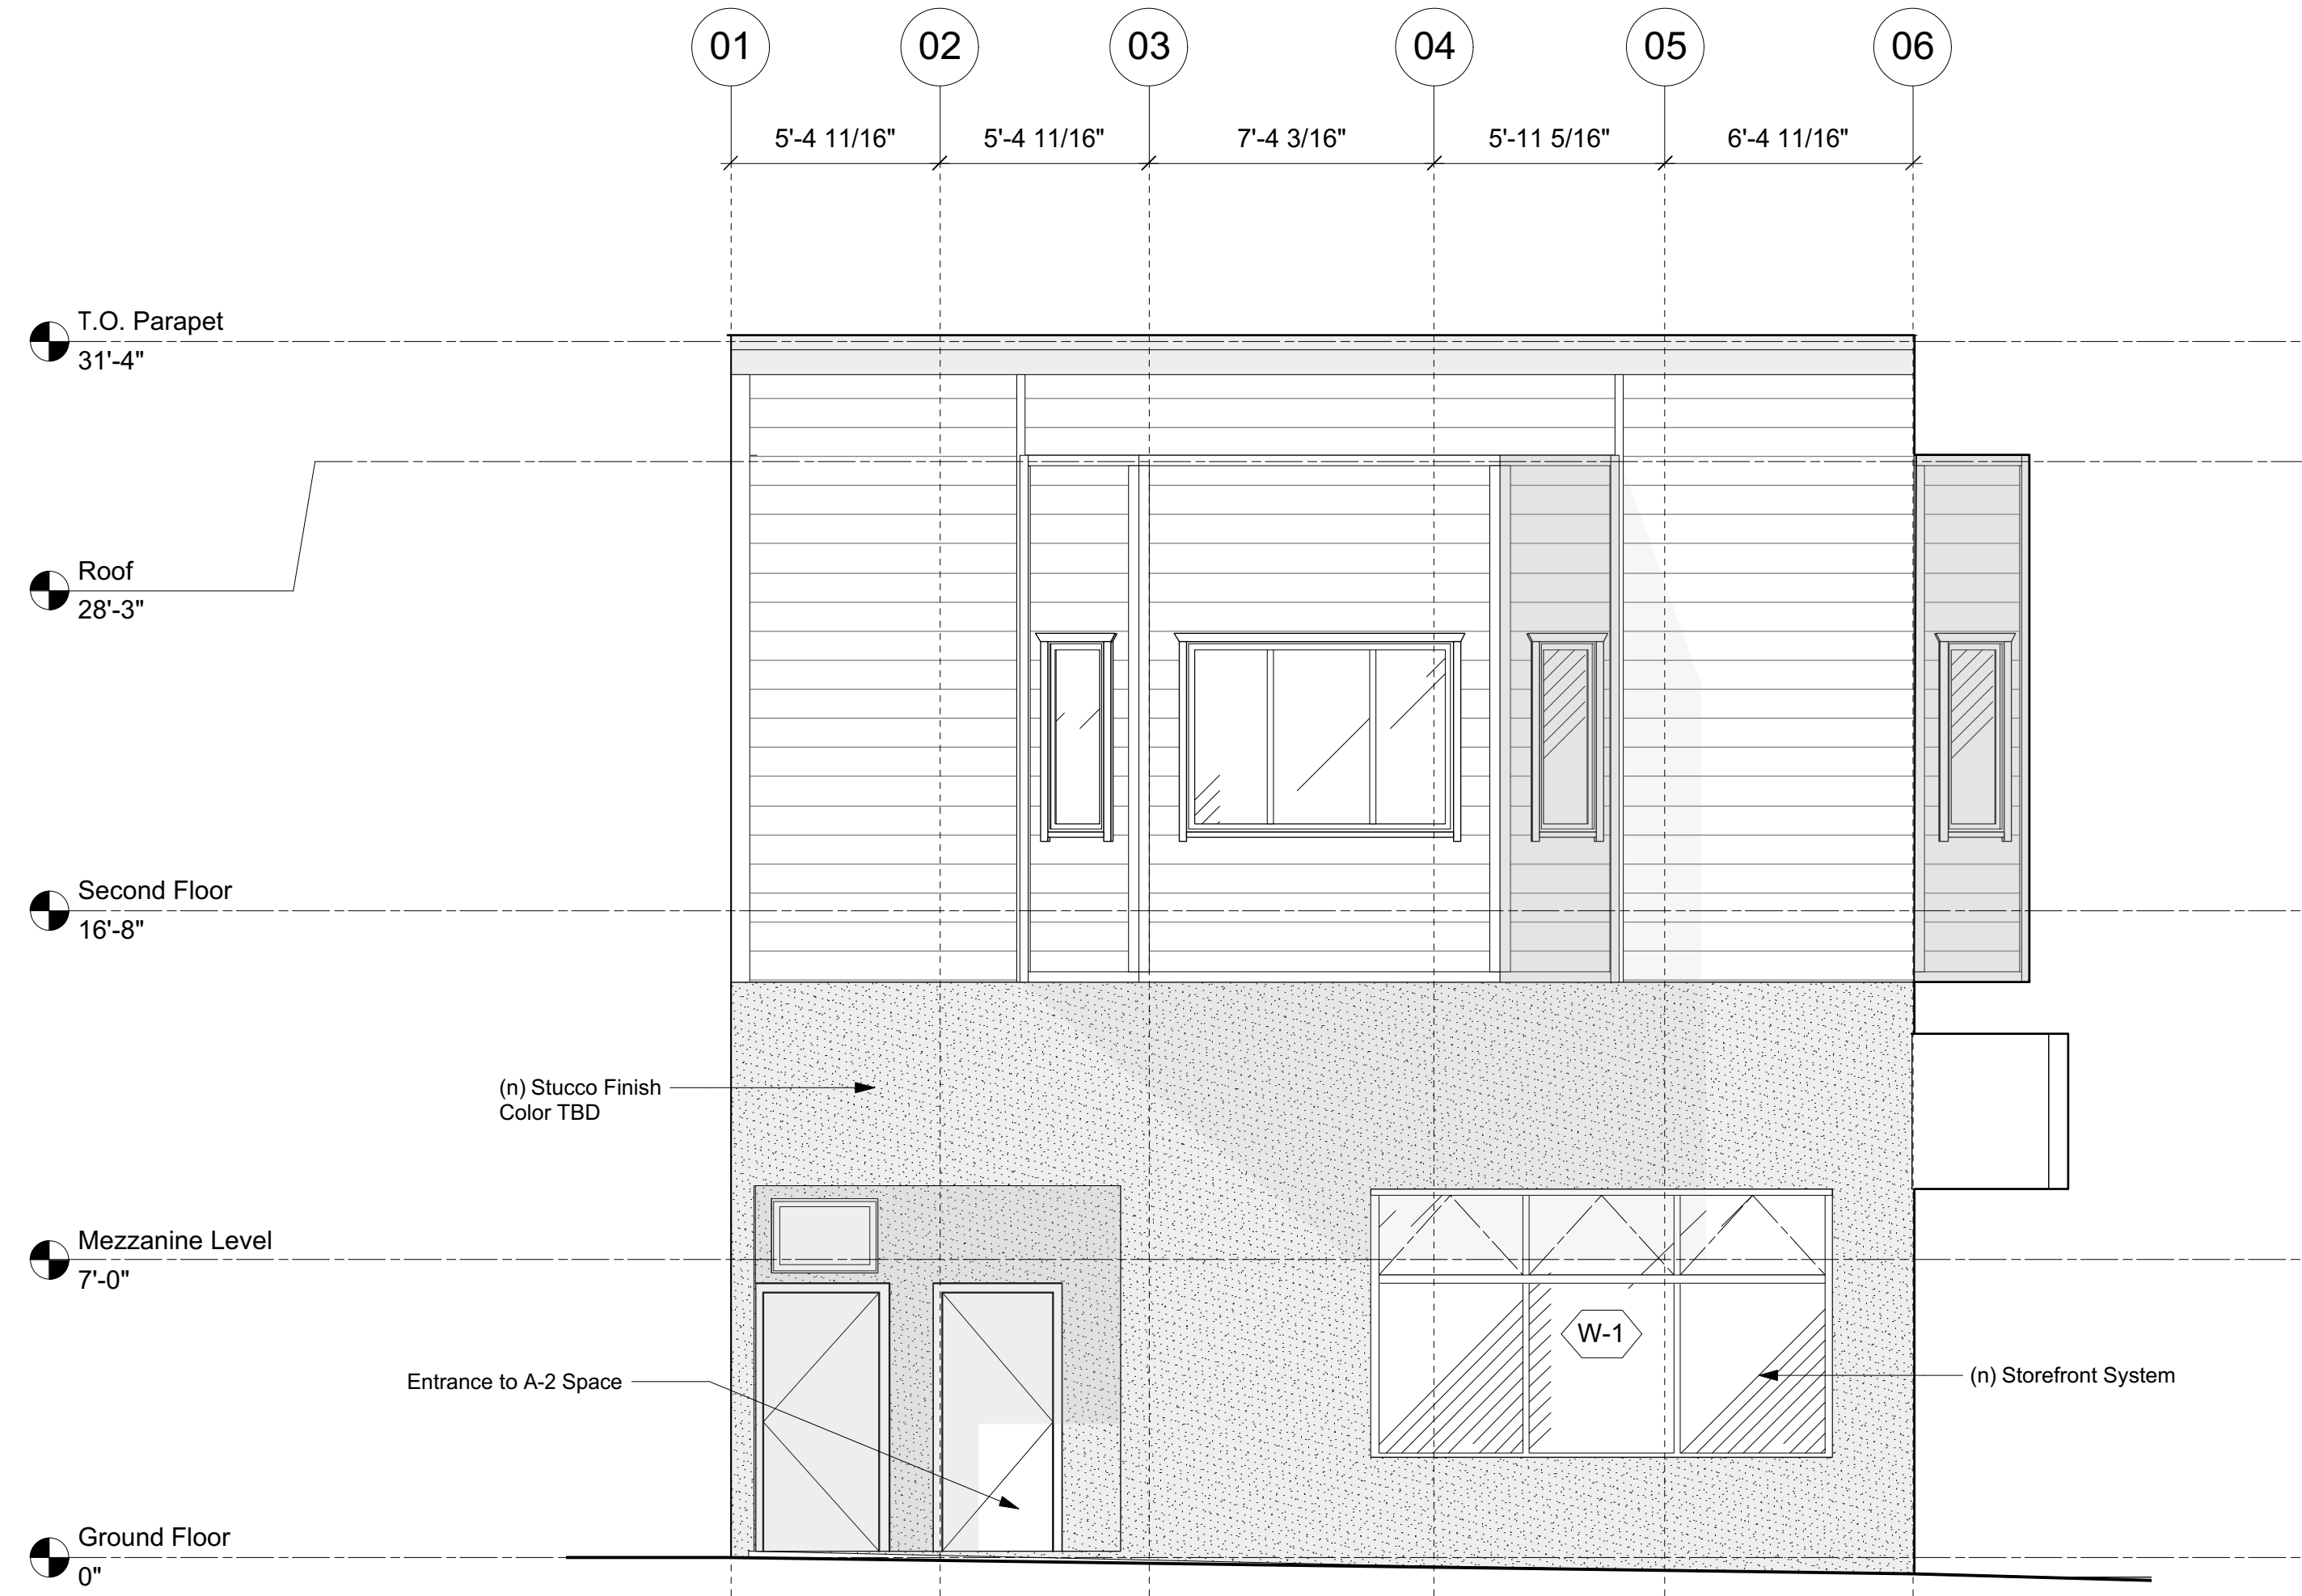 01 02 03 04 05 06
5'-4 11/16" 5'-4 11/16" 7'-4 3/16" 5'-11 5/16" 6'-4 11/16"
T.O. Parapet
31'-4"
Roof
28'-3"
Second Floor
16'-8"
(n) Stucco Finish
Color TBD
Mezzanine Level
7'-0"
W-1
Entrance to A-2 Space
(n) Storefront System
Ground Floor
0"